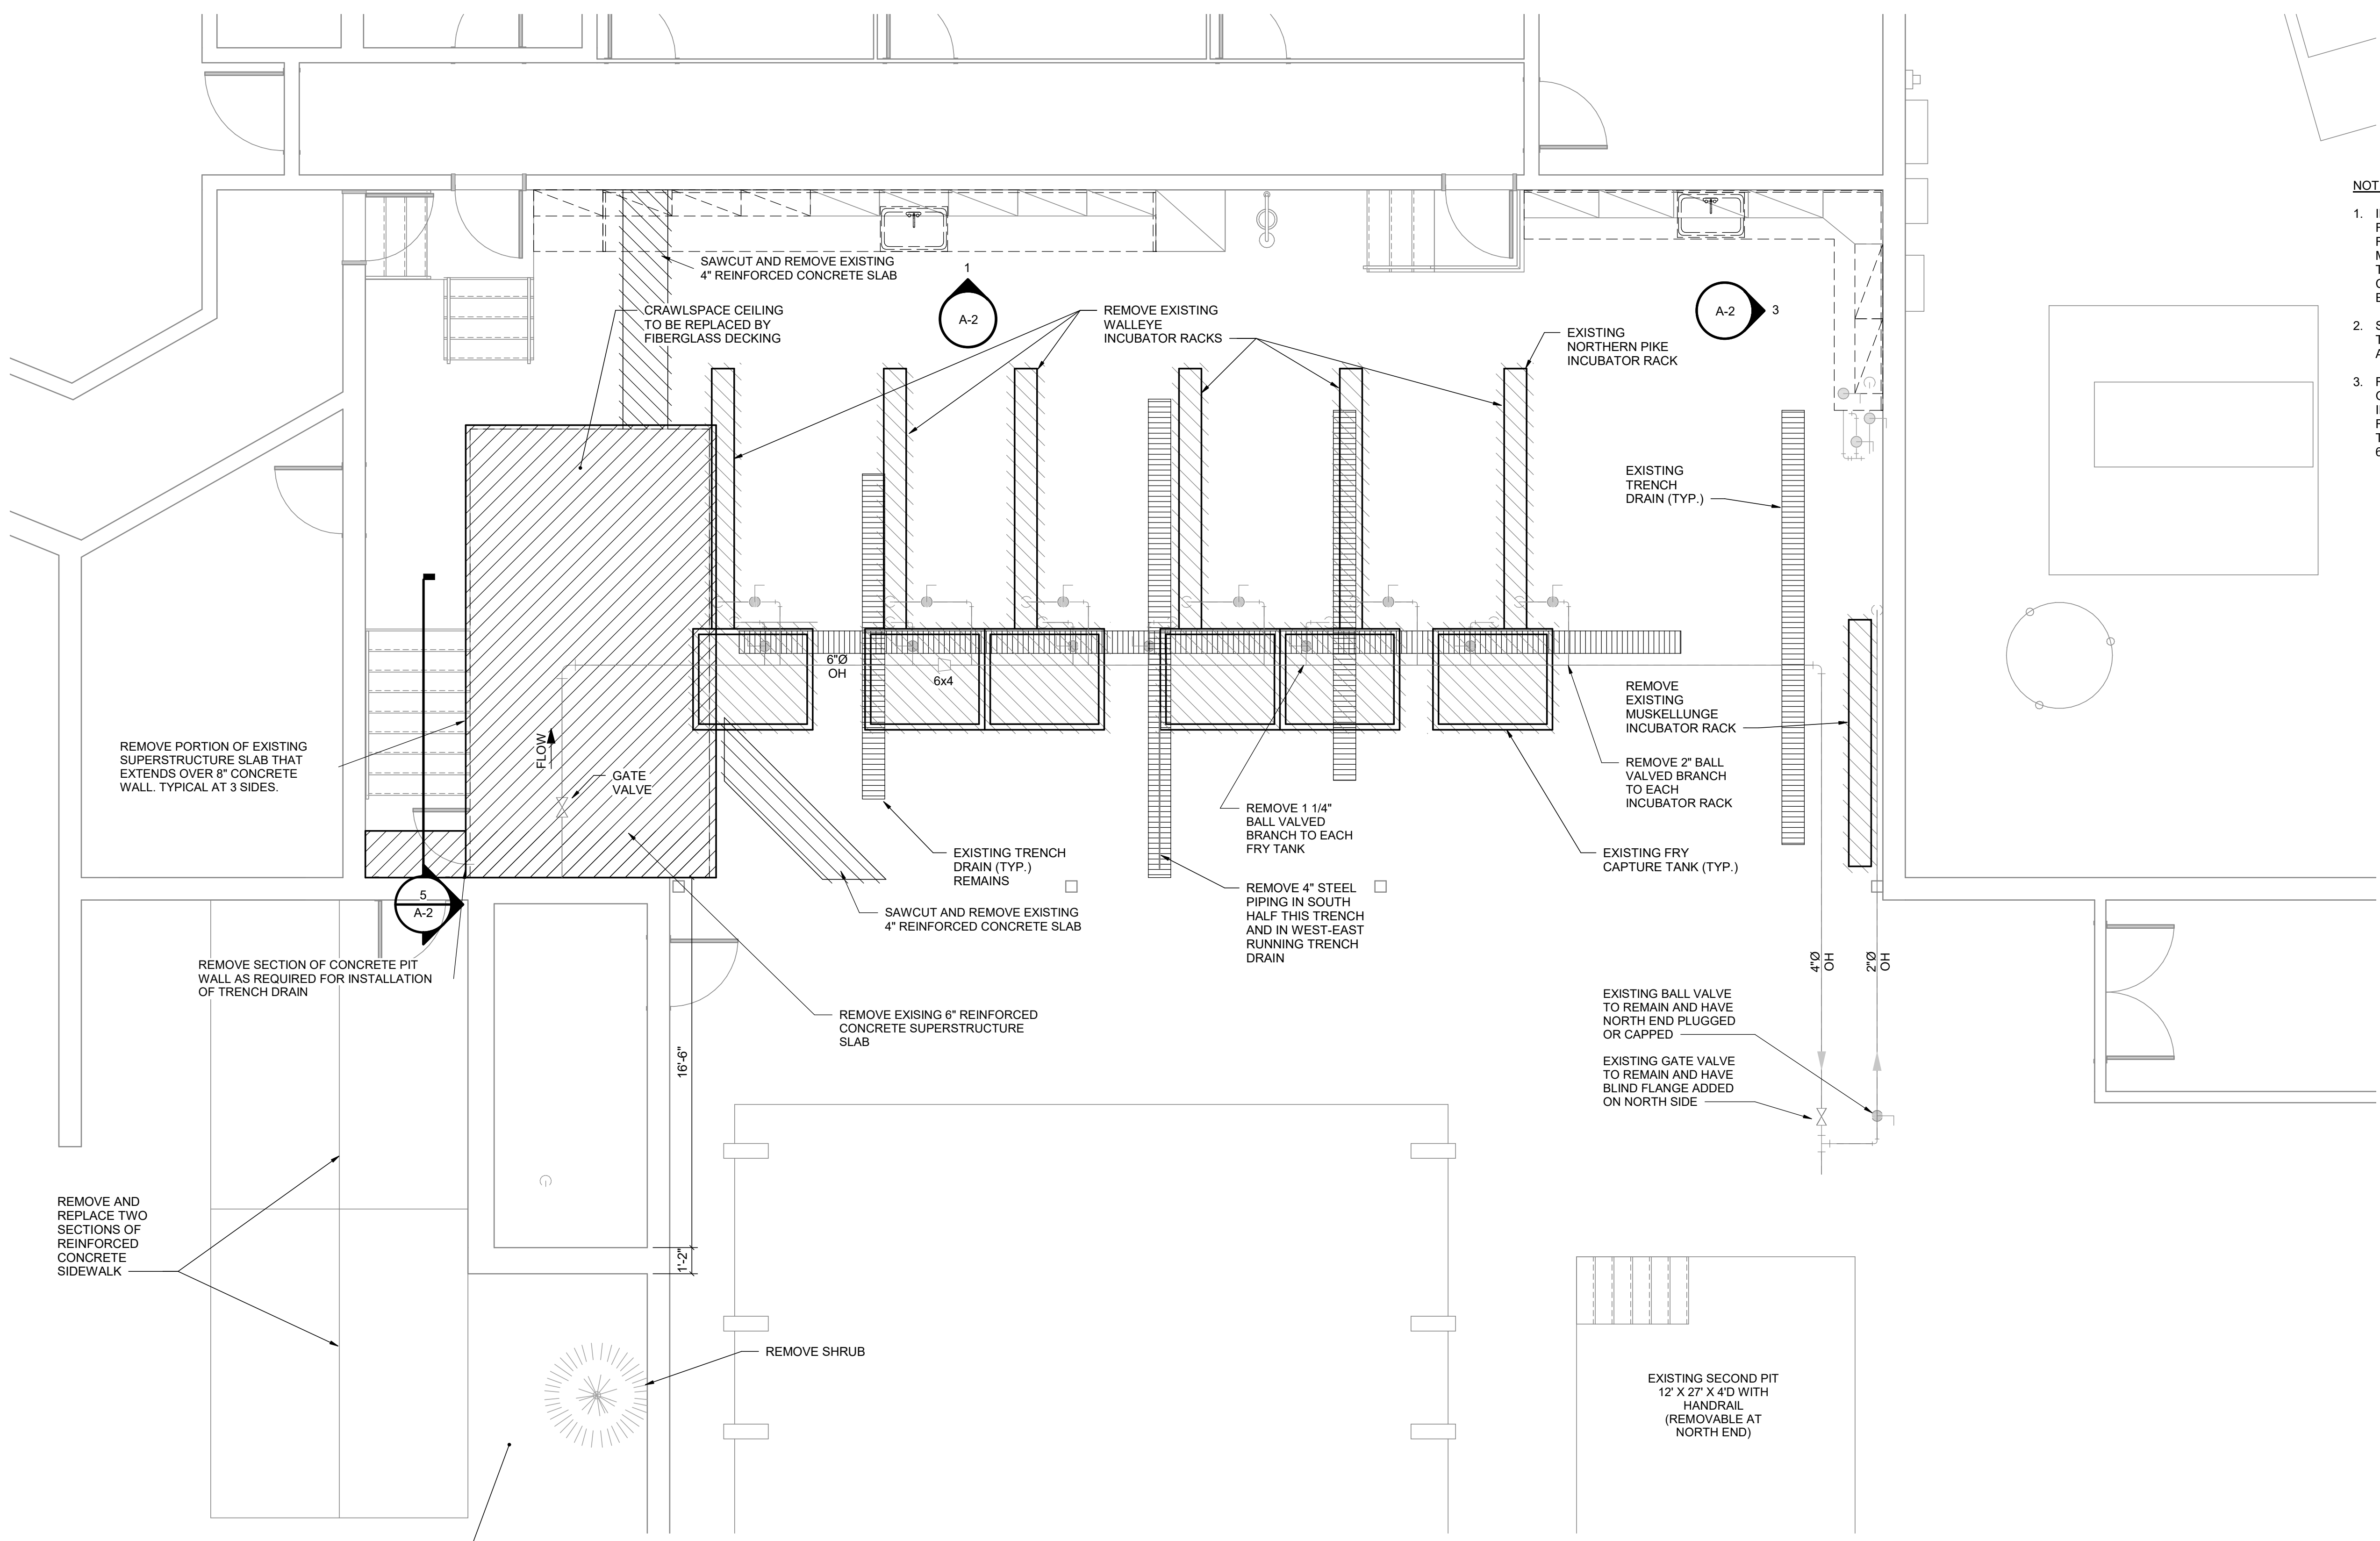 SAWCUT AND REMOVE EXISTING
4" REINFORCED CONCRETE SLAB
CRAWLSPACE CEILING
TO BE REPLACED BY
FIBERGLASS DECKING
1
A-2
REMOVE EXISTING
WALLEYE
INCUBATOR RACKS
EXISTING
NORTHERN PIKE
INCUBATOR RACK
A-2
3
NOT
1.
2.
3.
EXISTING
TRENCH
DRAIN (TYP.)
6"Ø
OH
6x4
REMOVE
EXISTING
MUSKELLUNGE
INCUBATOR RACK
REMOVE PORTION OF EXISTING
SUPERSTRUCTURE SLAB THAT
EXTENDS OVER 8" CONCRETE
WALL. TYPICAL AT 3 SIDES.
FLOW
GATE
VALVE
REMOVE 2" BALL
VALVED BRANCH
TO EACH
INCUBATOR RACK
REMOVE 1 1/4"
BALL VALVED
BRANCH TO EACH
FRY TANK
EXISTING TRENCH
DRAIN (TYP.)
REMAINS
EXISTING FRY
CAPTURE TANK (TYP.)
5
A-2
SAWCUT AND REMOVE EXISTING
4" REINFORCED CONCRETE SLAB
REMOVE 4" STEEL
PIPING IN SOUTH
HALF THIS TRENCH
AND IN WEST-EAST
RUNNING TRENCH
DRAIN
REMOVE SECTION OF CONCRETE PIT
WALL AS REQUIRED FOR INSTALLATION
OF TRENCH DRAIN
4"Ø
OH
2"Ø
OH
REMOVE EXISING 6" REINFORCED
CONCRETE SUPERSTRUCTURE
SLAB
EXISTING BALL VALVE
TO REMAIN AND HAVE
NORTH END PLUGGED
OR CAPPED
16'-6"
EXISTING GATE VALVE
TO REMAIN AND HAVE
BLIND FLANGE ADDED
ON NORTH SIDE
REMOVE AND
REPLACE TWO
SECTIONS OF
REINFORCED
CONCRETE
SIDEWALK
1'-2"
REMOVE SHRUB
EXISTING SECOND PIT
12' X 27' X 4'D WITH
HANDRAIL
(REMOVABLE AT
NORTH END)